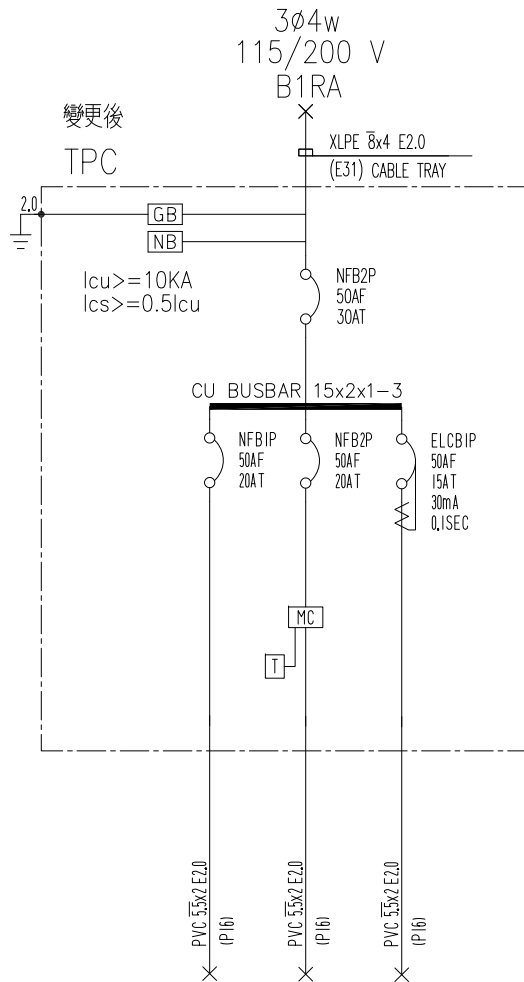 3ø4w
115/200 V
B1RA
變更後
TPC
XLPE 8x4 E2.0
(E31) CABLE TRAY
2.0
GB
NB
Icu>=10KA
Ics>=0.5Icu
NFB2P
50AF
30AT
CU BUSBAR 15x2x1-3
NFB1P
50AF
20AT
NFB2P
50AF
20AT
ELCB1P
50AF
15AT
30mA
0.1SEC
MC
T
PVC 5.5x2 E2.0
(P16)
PVC 5.5x2 E2.0
(P16)
PVC 5.5x2 E2.0
(P16)